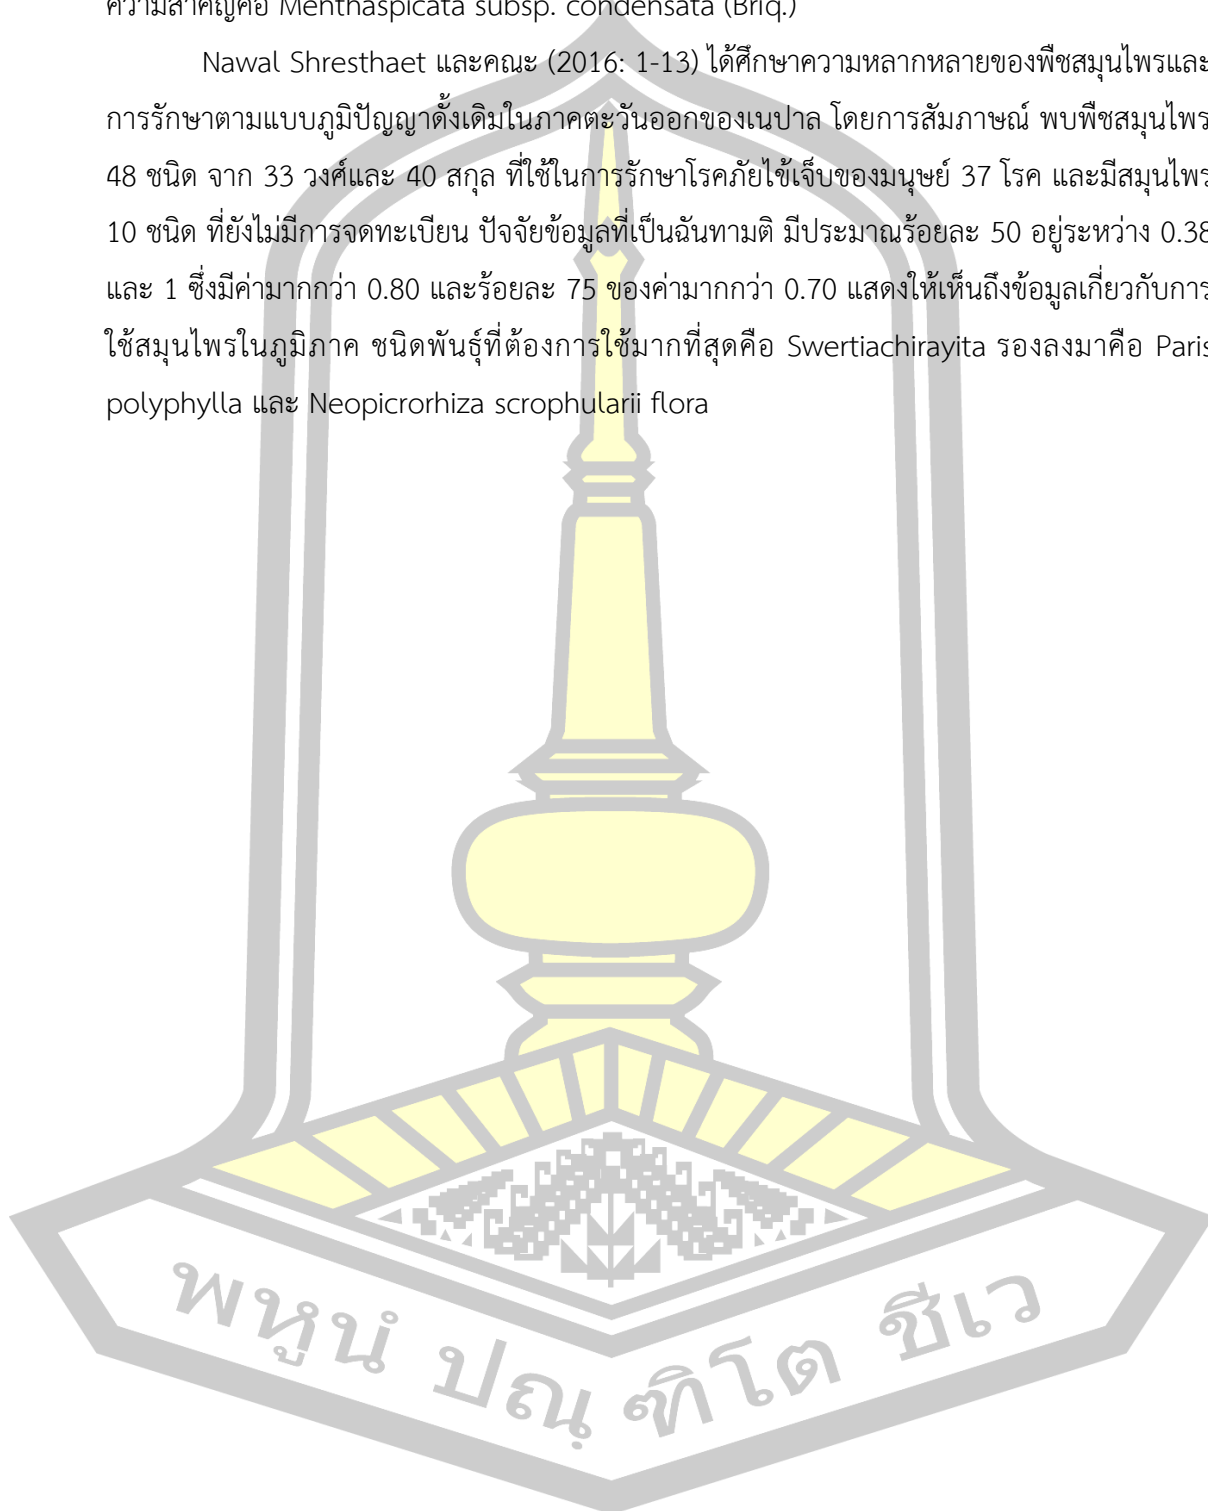 ความสำคัญคือ Menthaspicata subsp. condensata (Briq.)
Nawal Shresthaet และคณะ (2016: 1-13) ได้ศึกษาความหลากหลายของพืชสมุนไพรและ
การรักษาตามแบบภูมิปัญญาดั้งเดิมในภาคตะวันออกของเนปาล โดยการสัมภาษณ์ พบพืชสมุนไพร
48 ชนิด จาก 33 วงศ์และ 40 สกุล ที่ใช้ในการรักษาโรคภัยไข้เจ็บของมนุษย์ 37 โรค และมีสมุนไพร
10 ชนิด ที่ยังไม่มีการจดทะเบียน ปัจจัยข้อมูลที่เป็นฉันทามติ มีประมาณร้อยละ 50 อยู่ระหว่าง 0.38
และ 1 ซึ่งมีค่ามากกว่า 0.80 และร้อยละ 75 ของค่ามากกว่า 0.70 แสดงให้เห็นถึงข้อมูลเกี่ยวกับการ
ใช้สมุนไพรในภูมิภาค ชนิดพันธุ์ที่ต้องการใช้มากที่สุดคือ Swertiachirayita รองลงมาคือ Paris
polyphylla และ Neopicrorhiza scrophularii flora
พหูนํ ปณฺฑิโต ชีเว